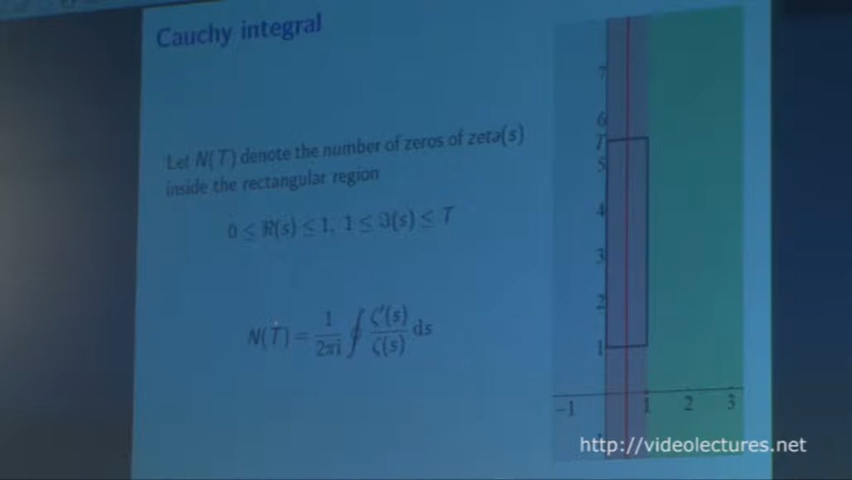 Cauchy integral
Let N(T) denote the number of zeros of zeta(s)
inside the rectangular region
0 ≤ ℜ(s) ≤ 1, 1 ≤ ℑ(s) ≤ T
N(T) = 1/2πi ∮ ζ′(s)/ζ(s) ds
7
6
T
5
4
3
2
1
−1 1 2 3
http://videolectures.net